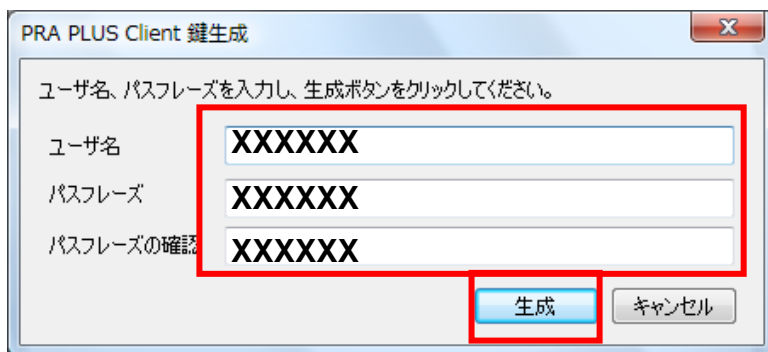 PRA PLUS Client 鍵生成
ユーザ名、パスフレーズを入力し、生成ボタンをクリックしてください。
ユーザ名 XXXXXX
パスフレーズ XXXXXX
パスフレーズの確認 XXXXXX
生成 キャンセル